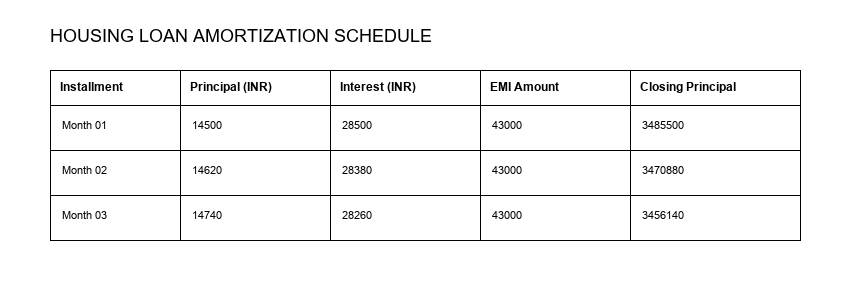 HOUSING LOAN AMORTIZATION SCHEDULE
Installment Principal (INR) Interest (INR) EMI Amount Closing Principal
Month 01 14500 28500 43000 3485500
Month 02 14620 28380 43000 3470880
Month 03 14740 28260 43000 3456140